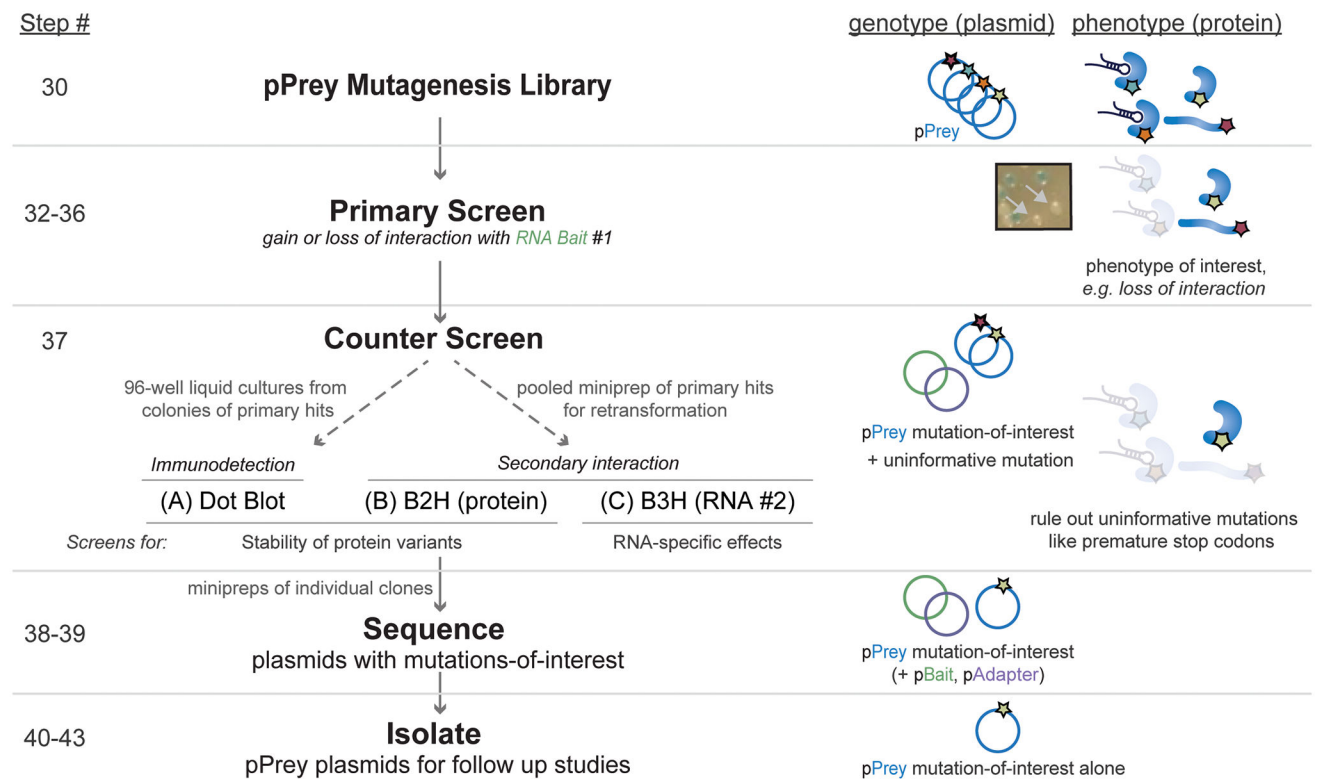 Step #
genotype (plasmid)
phenotype (protein)
30
pPrey Mutagenesis Library
pPrey
32-36
Primary Screen
gain or loss of interaction with RNA Bait #1
phenotype of interest,
e.g. loss of interaction
37
Counter Screen
96-well liquid cultures from
colonies of primary hits
pooled miniprep of primary hits
for retransformation
Immunodetection
Secondary interaction
(A) Dot Blot
(B) B2H (protein)
(C) B3H (RNA #2)
Screens for:
Stability of protein variants
RNA-specific effects
pPrey mutation-of-interest
+ uninformative mutation
rule out uninformative mutations
like premature stop codons
minipreps of individual clones
38-39
Sequence
plasmids with mutations-of-interest
pPrey mutation-of-interest
(+ pBait, pAdapter)
40-43
Isolate
pPrey plasmids for follow up studies
pPrey mutation-of-interest alone